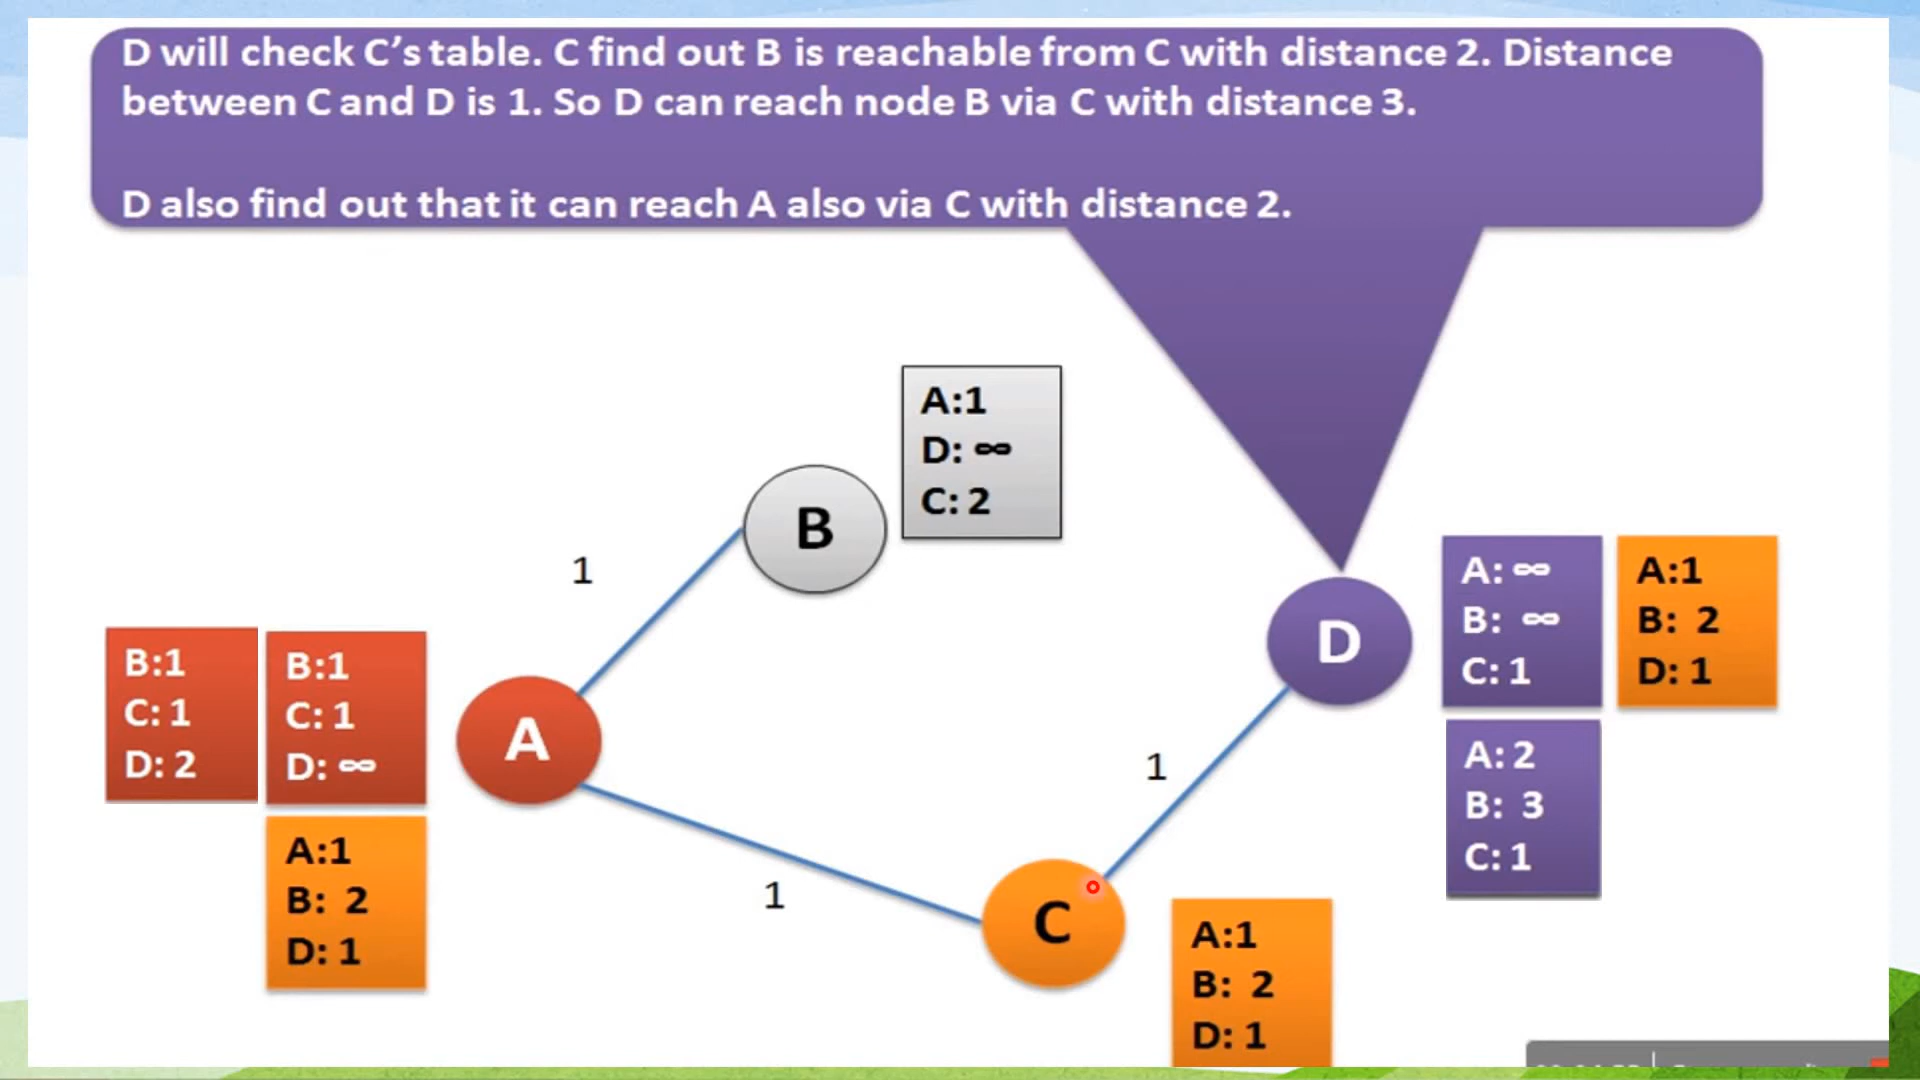 D will check C’s table. C find out B is reachable from C with distance 2. Distance
between C and D is 1. So D can reach node B via C with distance 3.
D also find out that it can reach A also via C with distance 2.
A:1
D: ∞
C: 2
B
1
A: ∞
B: ∞
C: 1
A:1
B: 2
D: 1
D
B:1
C: 1
D: 2
B:1
C: 1
D: ∞
A
A: 2
B: 3
C: 1
1
A:1
B: 2
D: 1
1
C
A:1
B: 2
D: 1